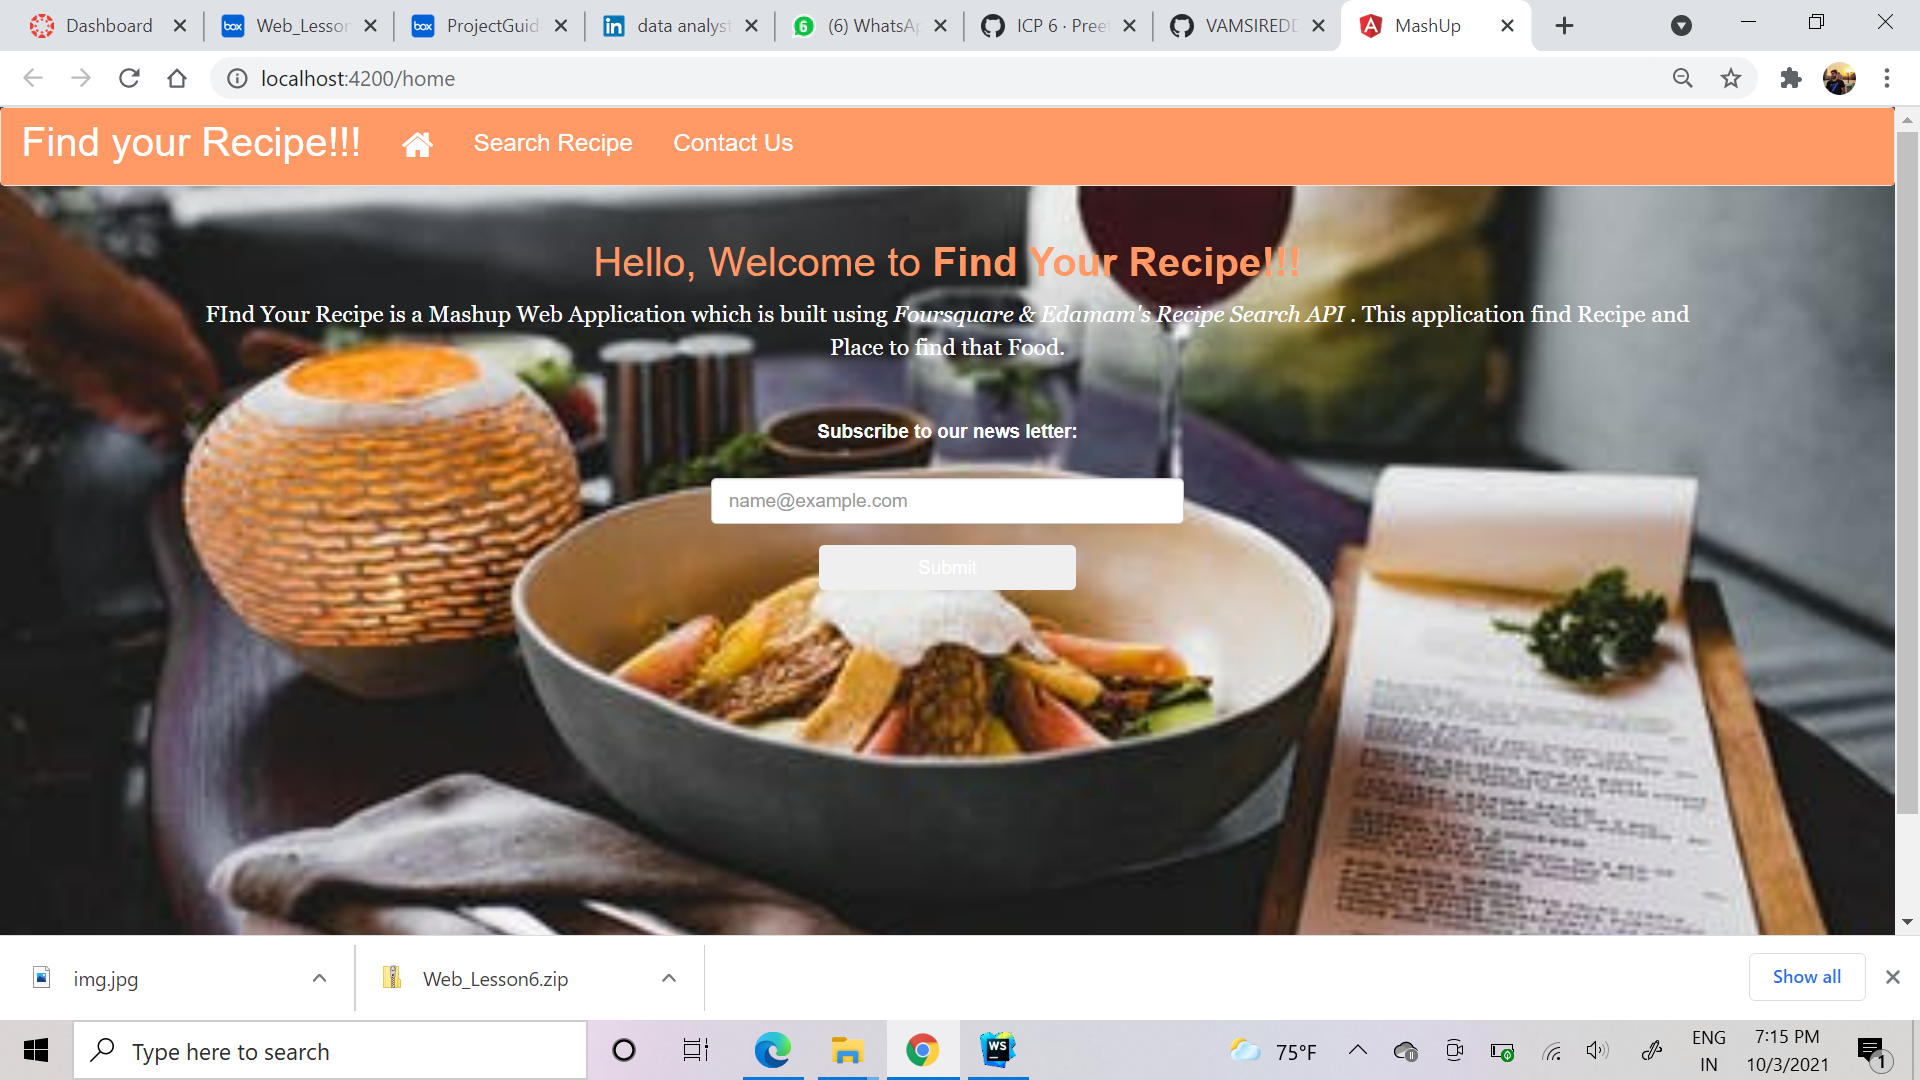 Dashboard
Web_Lesson
ProjectGuid
data analyst
(6) WhatsAp
ICP 6 · Preet
VAMSIREDD
MashUp
localhost:4200/home
Find your Recipe!!!
Search Recipe
Contact Us
Hello, Welcome to Find Your Recipe!!!
FInd Your Recipe is a Mashup Web Application which is built using Foursquare & Edamam's Recipe Search API . This application find Recipe and
Place to find that Food.
Subscribe to our news letter:
name@example.com
Submit
img.jpg
Web_Lesson6.zip
Show all
Type here to search
WS
75°F
ENG
IN
7:15 PM
10/3/2021
1